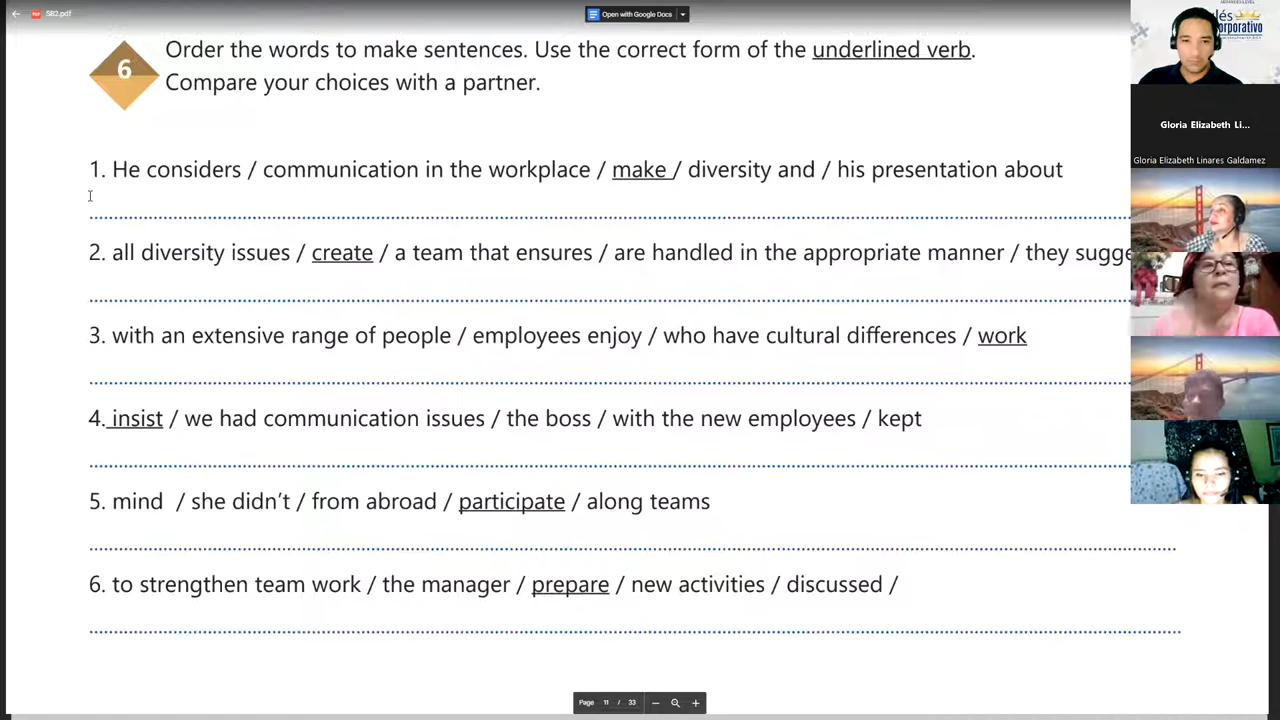 SB2.pdf
Open with Google Docs
6
Order the words to make sentences. Use the correct form of the underlined verb.
Compare your choices with a partner.
1. He considers / communication in the workplace / make / diversity and / his presentation about
2. all diversity issues / create / a team that ensures / are handled in the appropriate manner / they sugge
3. with an extensive range of people / employees enjoy / who have cultural differences / work
4. insist / we had communication issues / the boss / with the new employees / kept
5. mind / she didn't / from abroad / participate / along teams
6. to strengthen team work / the manager / prepare / new activities / discussed /
Page 11 / 33
lés
orporativo
Gloria Elizabeth Li...
Gloria Elizabeth Linares Galdamez